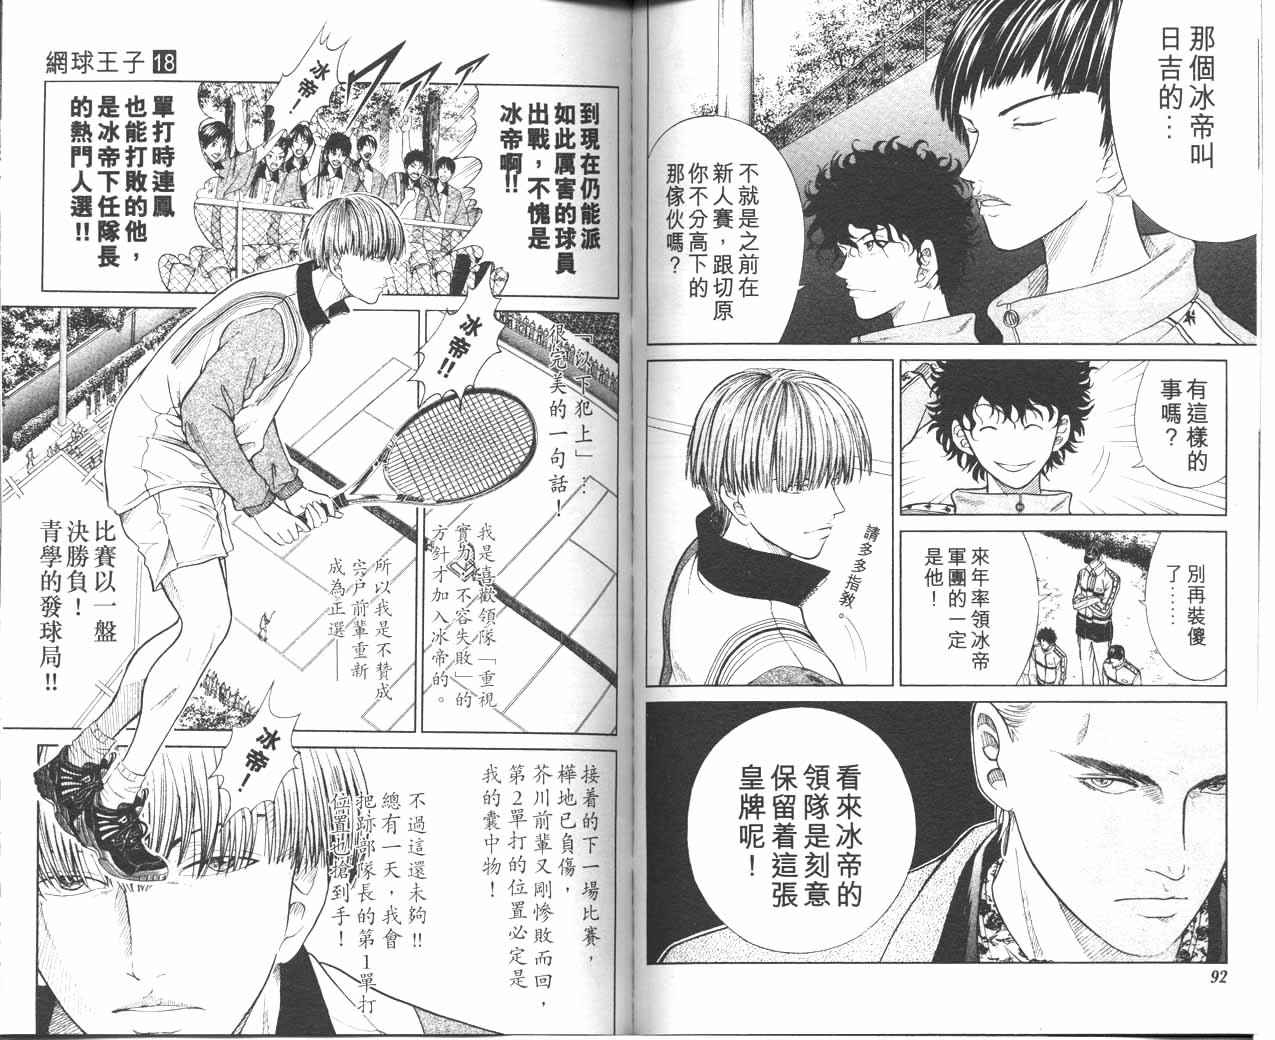 那個冰帝叫
日吉的…
不就是之前在
新人賽，跟切原
你不分高下的
那傢伙嗎？
有這樣的
事嗎？
請多多指教。
別再裝傻
了……
來年率領冰帝
軍團的一定
是他！
看來冰帝的
領隊是刻意
保留着這張
皇牌呢！
92
網球王子 18
到現在仍能派
如此厲害的球員
出戰，不愧是
冰帝啊!!
冰帝！
單打時連鳳
也能打敗的他，
是冰帝下任隊長
的熱門人選!!
冰帝!!
「以下犯上」…
很完美的一句話！
我是喜歡領隊「重視
實力、不容失敗」的
方針才加入冰帝的。
所以我是不贊成
宍戶前輩重新
成為正選——
比賽以一盤
決勝負！
青學的發球局!!
冰帝！
接着的下一場比賽，
樺地已負傷，
芥川前輩又剛慘敗而回，
第2單打的位置必定是
我的囊中物！
不過這還未夠!!
總有一天，我會
把跡部隊長的第1單打
位置也搶到手！